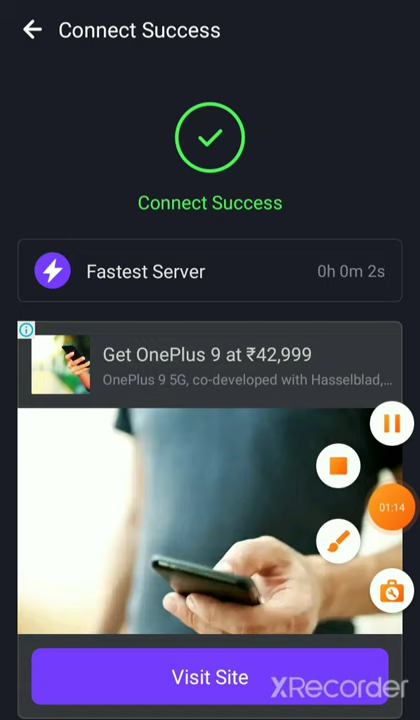 Connect Success
Connect Success
Fastest Server
0h 0m 2s
Get OnePlus 9 at ₹42,999
OnePlus 9 5G, co-developed with Hasselblad,...
01:14
Visit Site
XRecorder